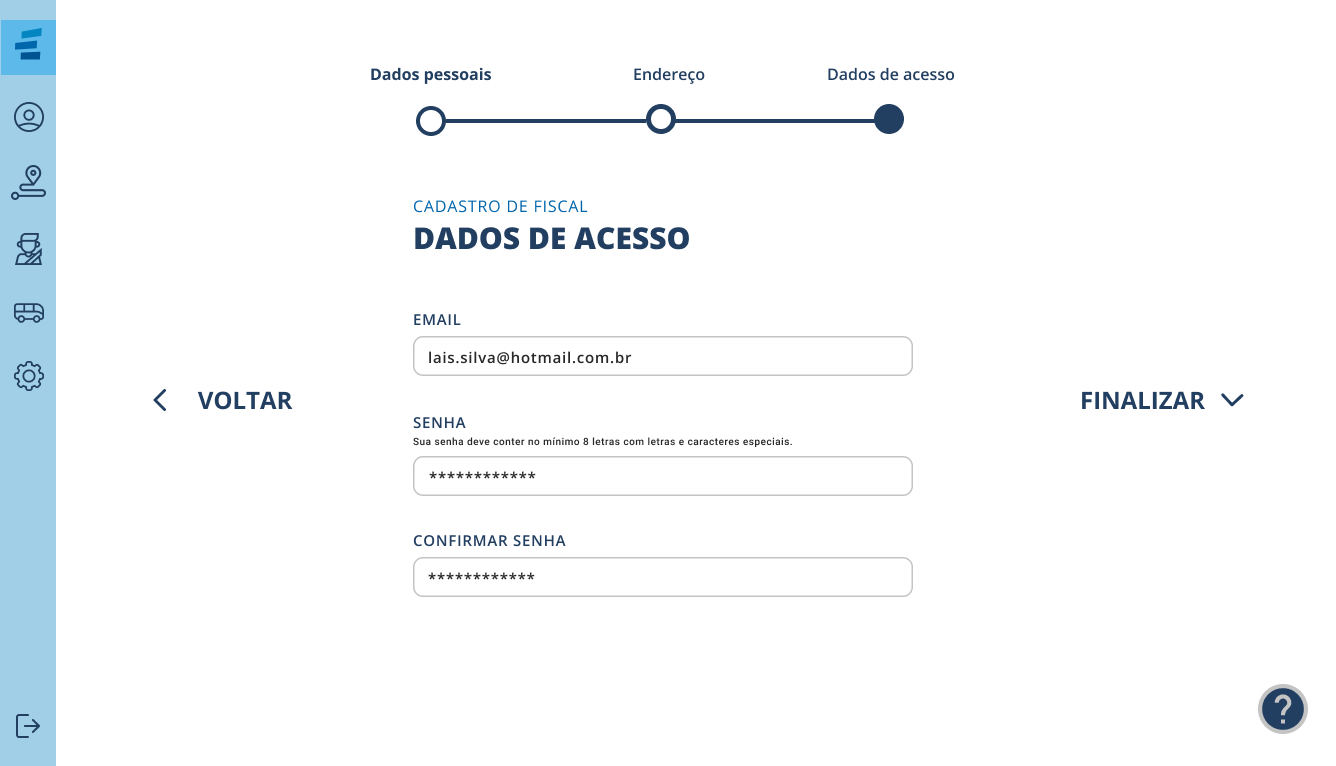 Dados pessoais
Endereço
Dados de acesso
CADASTRO DE FISCAL
DADOS DE ACESSO
EMAIL
lais.silva@hotmail.com.br
VOLTAR
FINALIZAR
SENHA
Sua senha deve conter no mínimo 8 letras com letras e caracteres especiais.
************
CONFIRMAR SENHA
************
?